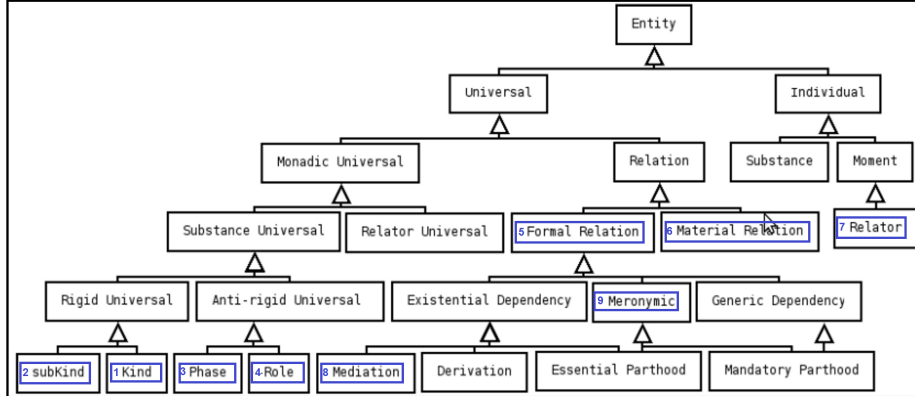 Entity
Universal Individual
Monadic Universal Relation Substance Moment
Substance Universal Relator Universal 5 Formal Relation 6 Material Relation 7 Relator
Rigid Universal Anti-rigid Universal Existential Dependency 9 Meronymic Generic Dependency
2 subKind 1 Kind 3 Phase 4 Role 8 Mediation Derivation Essential Parthood Mandatory Parthood